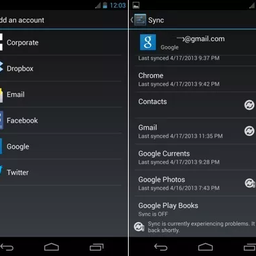 12:03
dd an account
Corporate
Dropbox
Email
Facebook
Google
Twitter
Sync
@gmail.com
Google
Last synced 4/17/2013 9:37 PM
Chrome
Last synced 4/17/2013 9:42 PM
Contacts
Gmail
Last synced 4/17/2013 11:35 PM
Google Currents
Last synced 4/17/2013 9:28 PM
Google Photos
Last synced 4/16/2013 7:43 PM
Google Play Books
Sync is OFF
Sync is currently experiencing problems. It
back shortly.